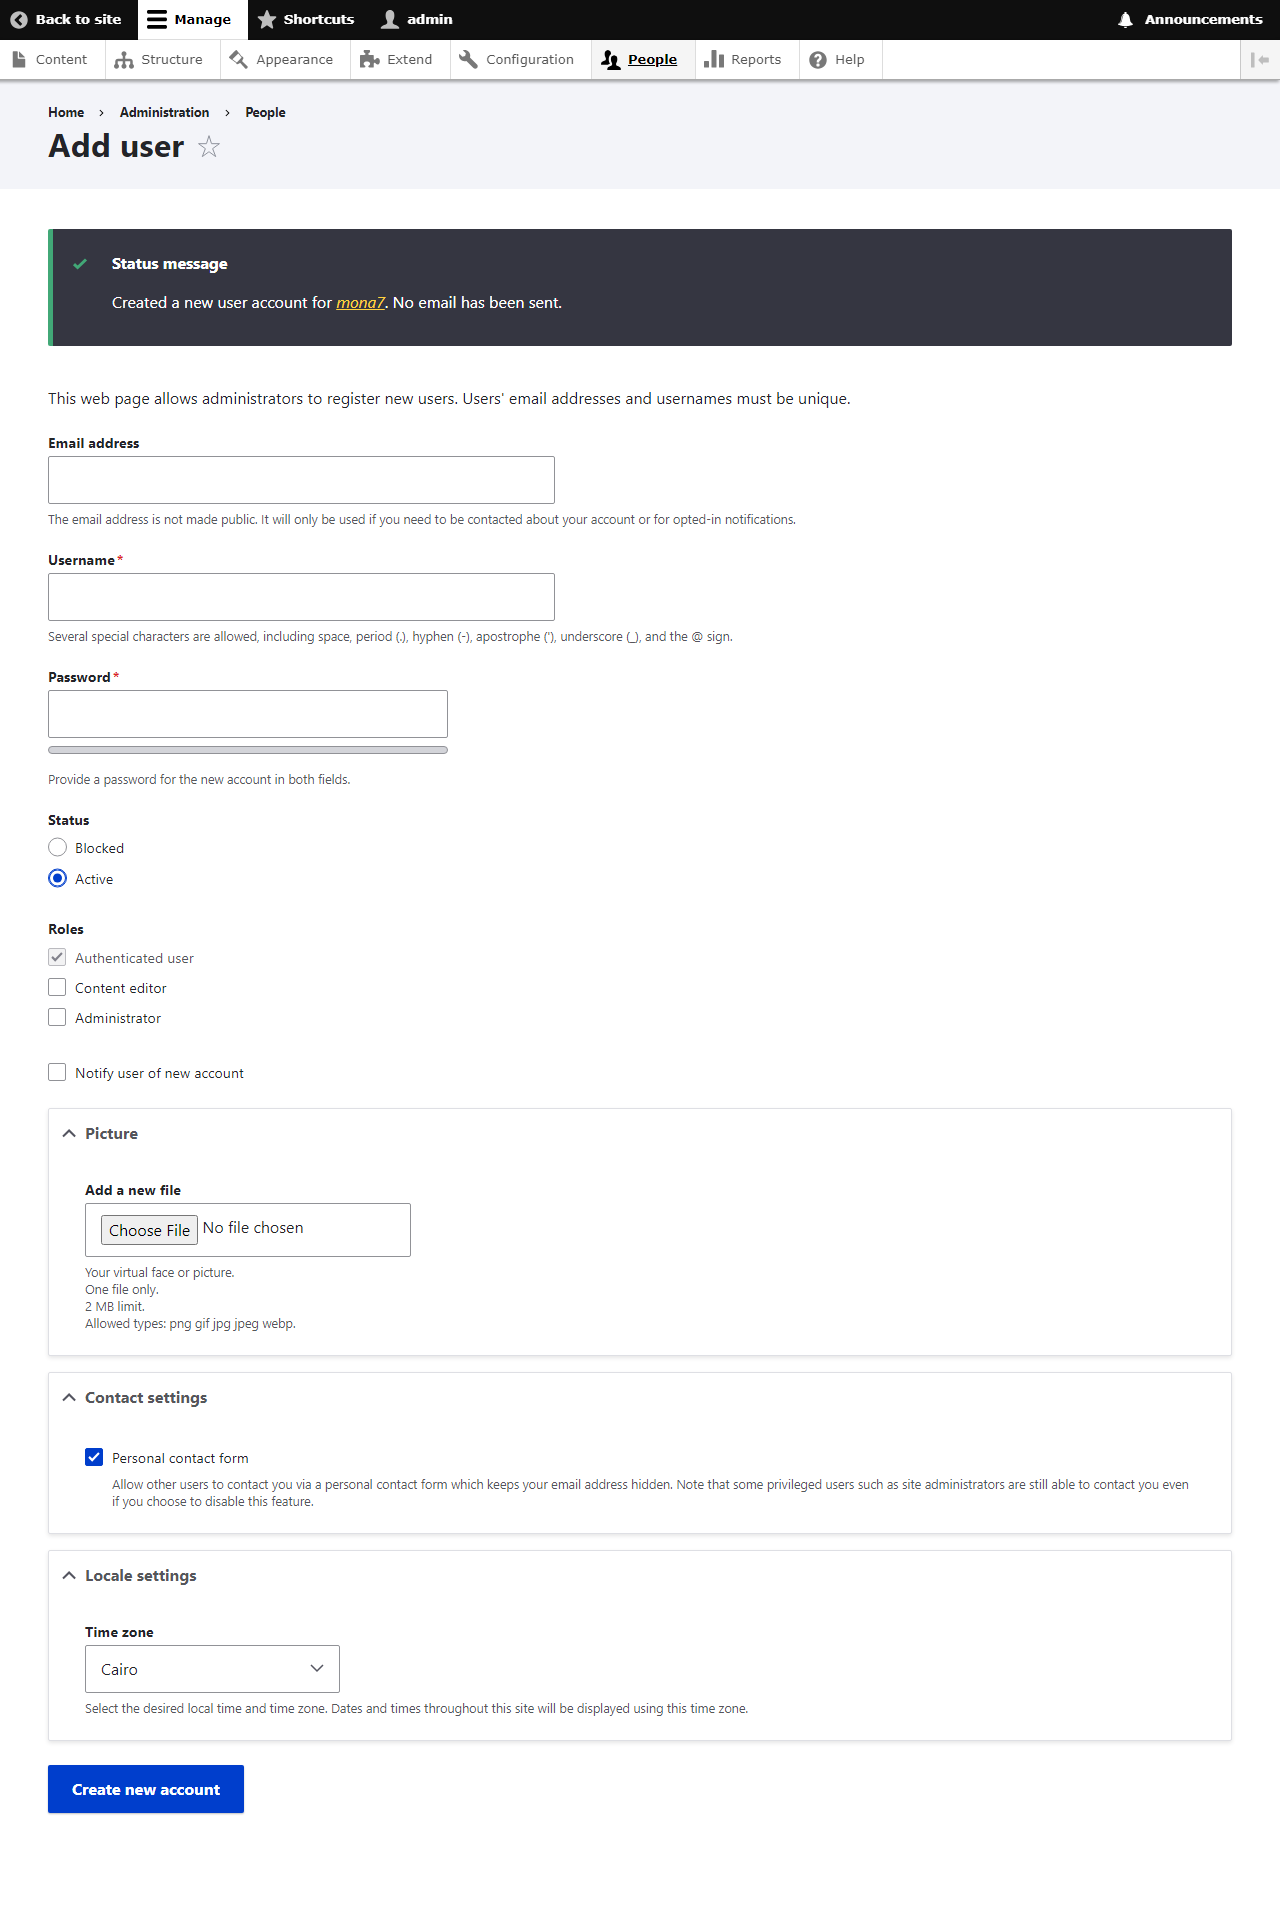 Back to site Manage Shortcuts admin Announcements
Content Structure Appearance Extend Configuration People Reports Help
Home › Administration › People
Add user
Status message
Created a new user account for mona7. No email has been sent.
This web page allows administrators to register new users. Users' email addresses and usernames must be unique.
Email address
The email address is not made public. It will only be used if you need to be contacted about your account or for opted-in notifications.
Username*
Several special characters are allowed, including space, period (.), hyphen (-), apostrophe ('), underscore (_), and the @ sign.
Password*
Provide a password for the new account in both fields.
Status
Blocked
Active
Roles
Authenticated user
Content editor
Administrator
Notify user of new account
Picture
Add a new file
Choose File No file chosen
Your virtual face or picture.
One file only.
2 MB limit.
Allowed types: png gif jpg jpeg webp.
Contact settings
Personal contact form
Allow other users to contact you via a personal contact form which keeps your email address hidden. Note that some privileged users such as site administrators are still able to contact you even
if you choose to disable this feature.
Locale settings
Time zone
Cairo
Select the desired local time and time zone. Dates and times throughout this site will be displayed using this time zone.
Create new account